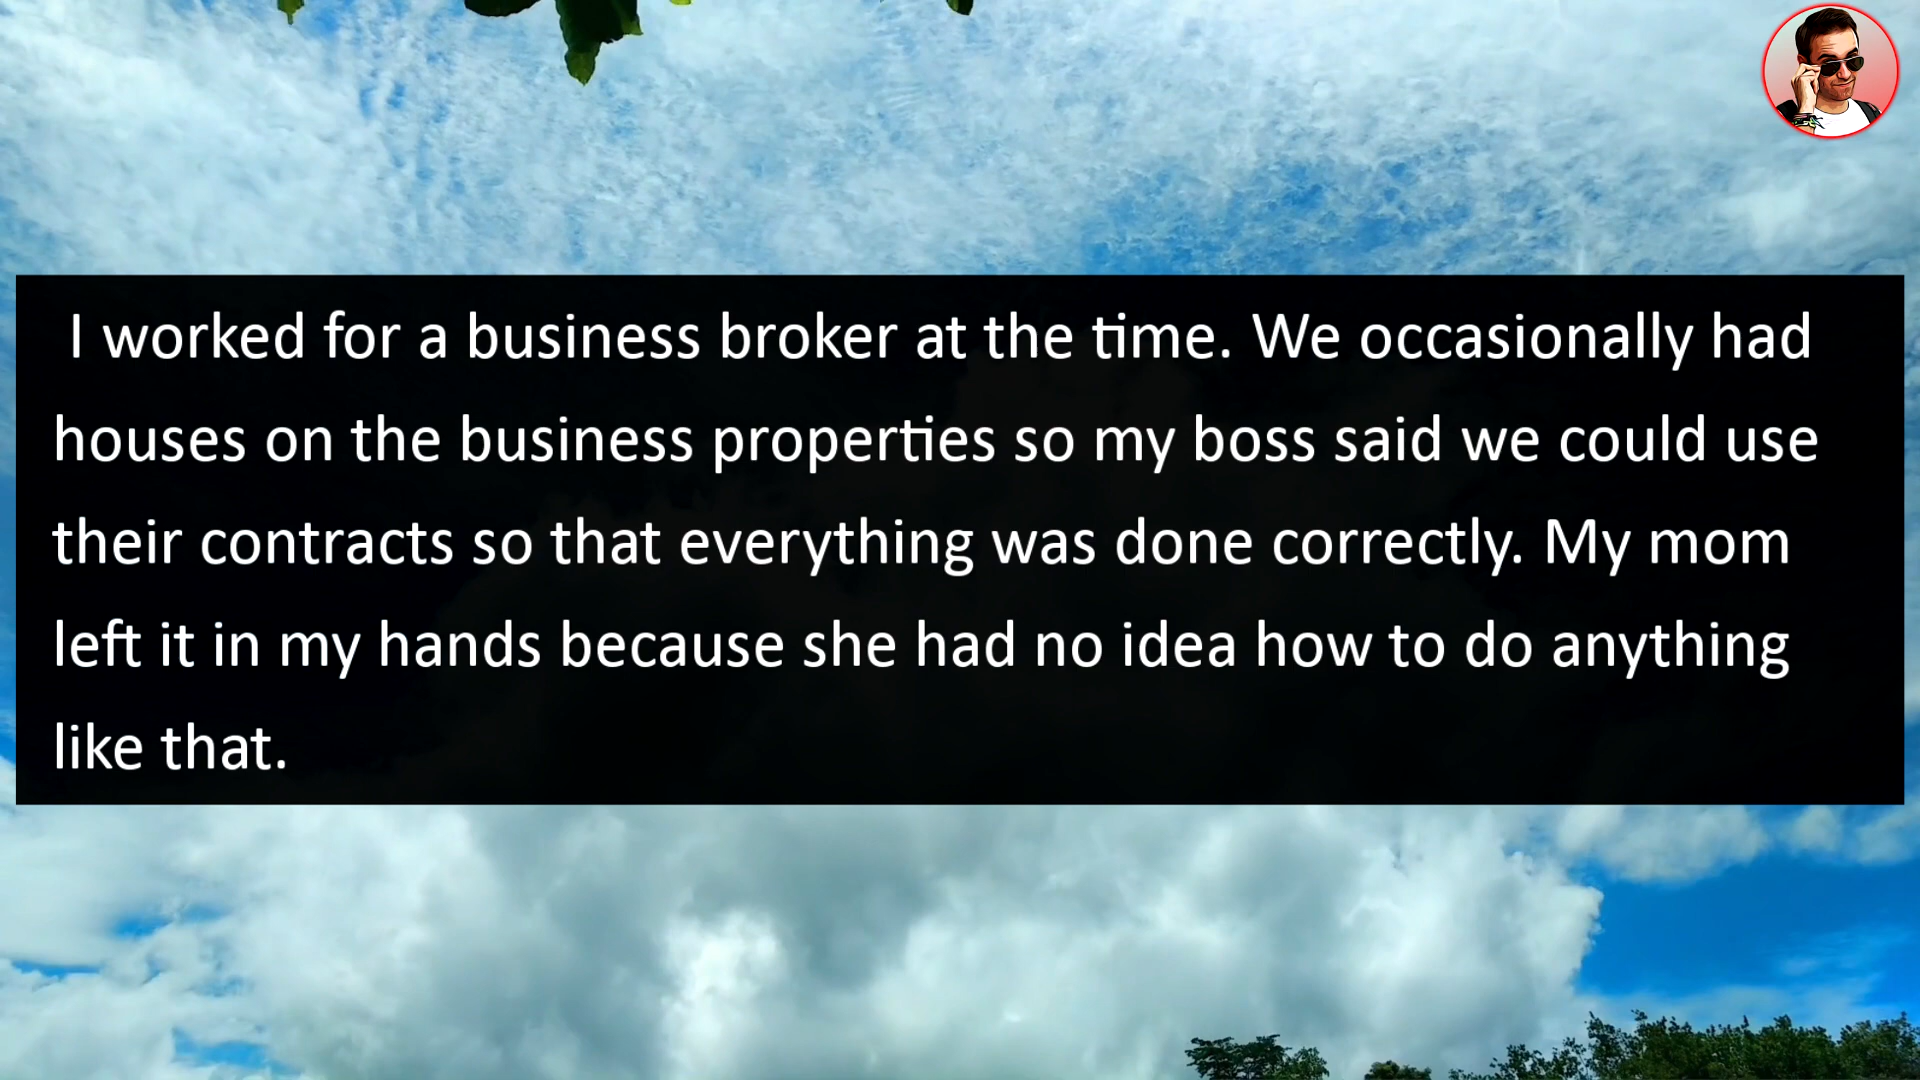 I worked for a business broker at the time. We occasionally had
houses on the business properties so my boss said we could use
their contracts so that everything was done correctly. My mom
left it in my hands because she had no idea how to do anything
like that.